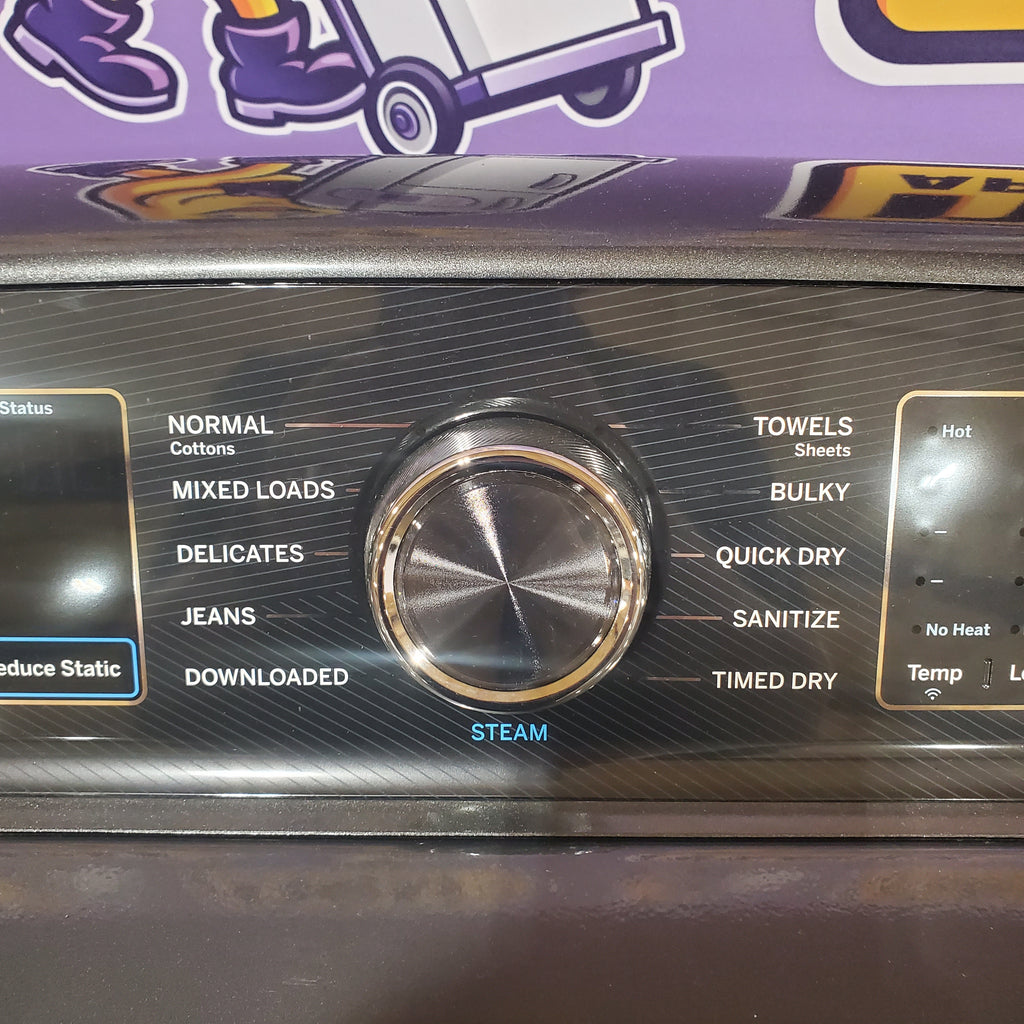 Status
educe Static
NORMAL
Cottons
MIXED LOADS
DELICATES
JEANS
DOWNLOADED
STEAM
TOWELS
Sheets
BULKY
QUICK DRY
SANITIZE
TIMED DRY
Hot
No Heat
Temp